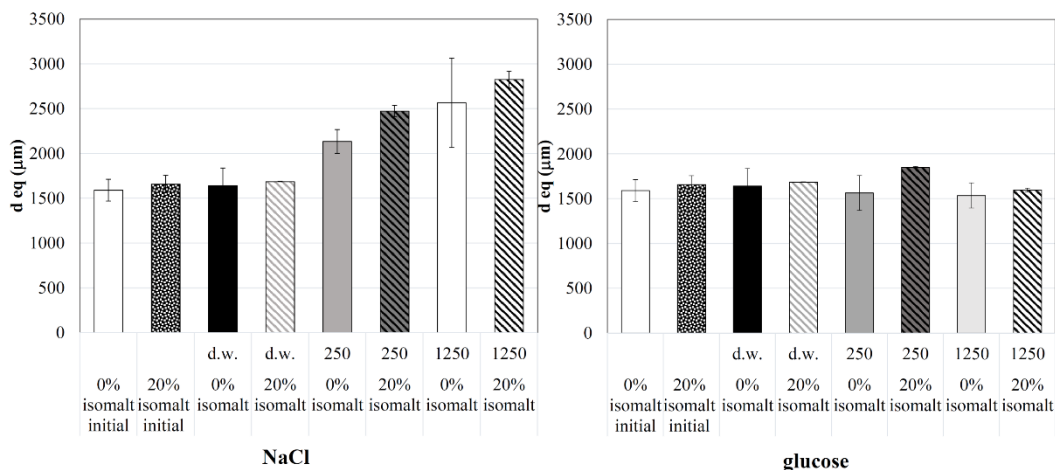 3500
3000
2500
2000
1500
1000
500
0
d eq (µm)
d.w. d.w. 250 250 1250 1250
0% 20% 0% 20% 0% 20% 0% 20%
isomalt isomalt isomalt isomalt isomalt isomalt isomalt isomalt
initial initial
NaCl
3500
3000
2500
2000
1500
1000
500
0
d eq (µm)
d.w. d.w. 250 250 1250 1250
0% 20% 0% 20% 0% 20% 0% 20%
isomalt isomalt isomalt isomalt isomalt isomalt isomalt isomalt
initial initial
glucose